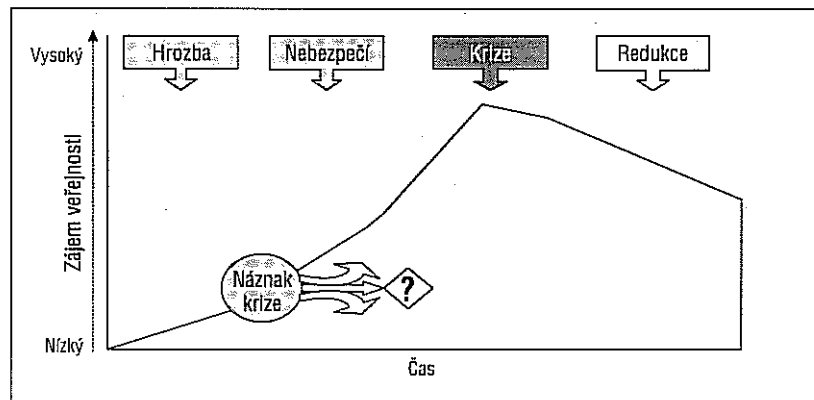 Vysoký
Hrozba
Nebezpečí
Krize
Redukce
Zájem veřejnosti
Náznak
krize
?
Nízký
Čas